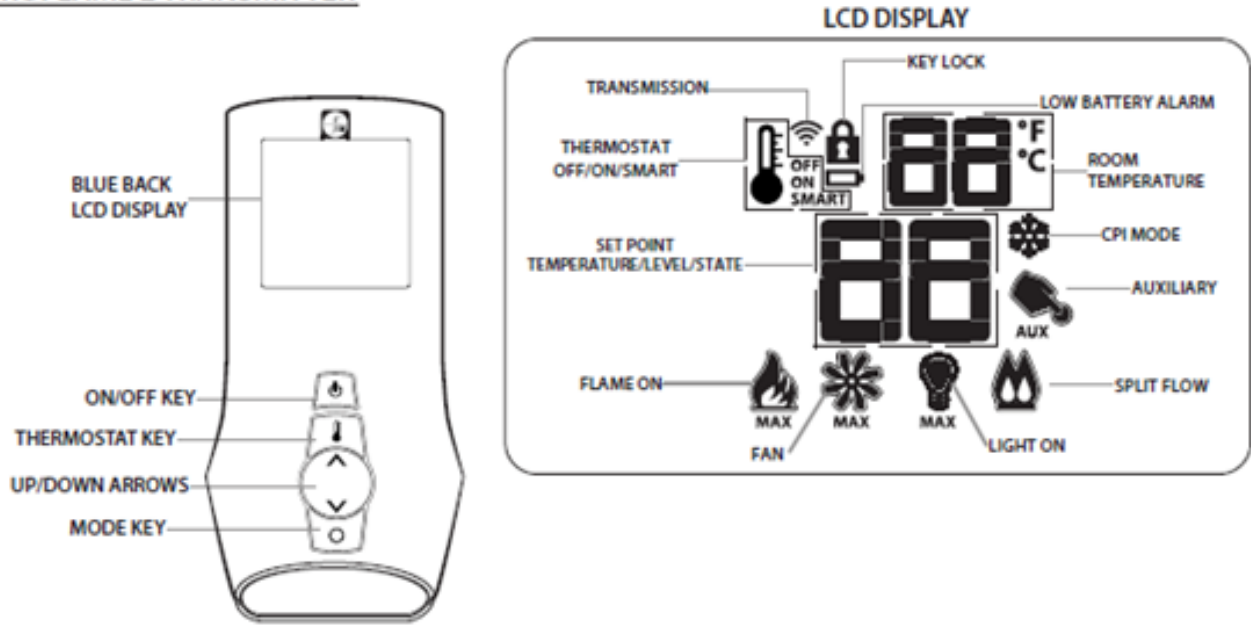 LCD DISPLAY
KEY LOCK
TRANSMISSION
LOW BATTERY ALARM
THERMOSTAT
OFF/ON/SMART
OFF
ON
SMART
°F
°C
ROOM
TEMPERATURE
BLUE BACK
LCD DISPLAY
SET POINT
TEMPERATURE/LEVEL/STATE
CPI MODE
AUXILIARY
AUX
FLAME ON
MAX
MAX
MAX
SPLIT FLOW
FAN
LIGHT ON
ON/OFF KEY
THERMOSTAT KEY
UP/DOWN ARROWS
MODE KEY